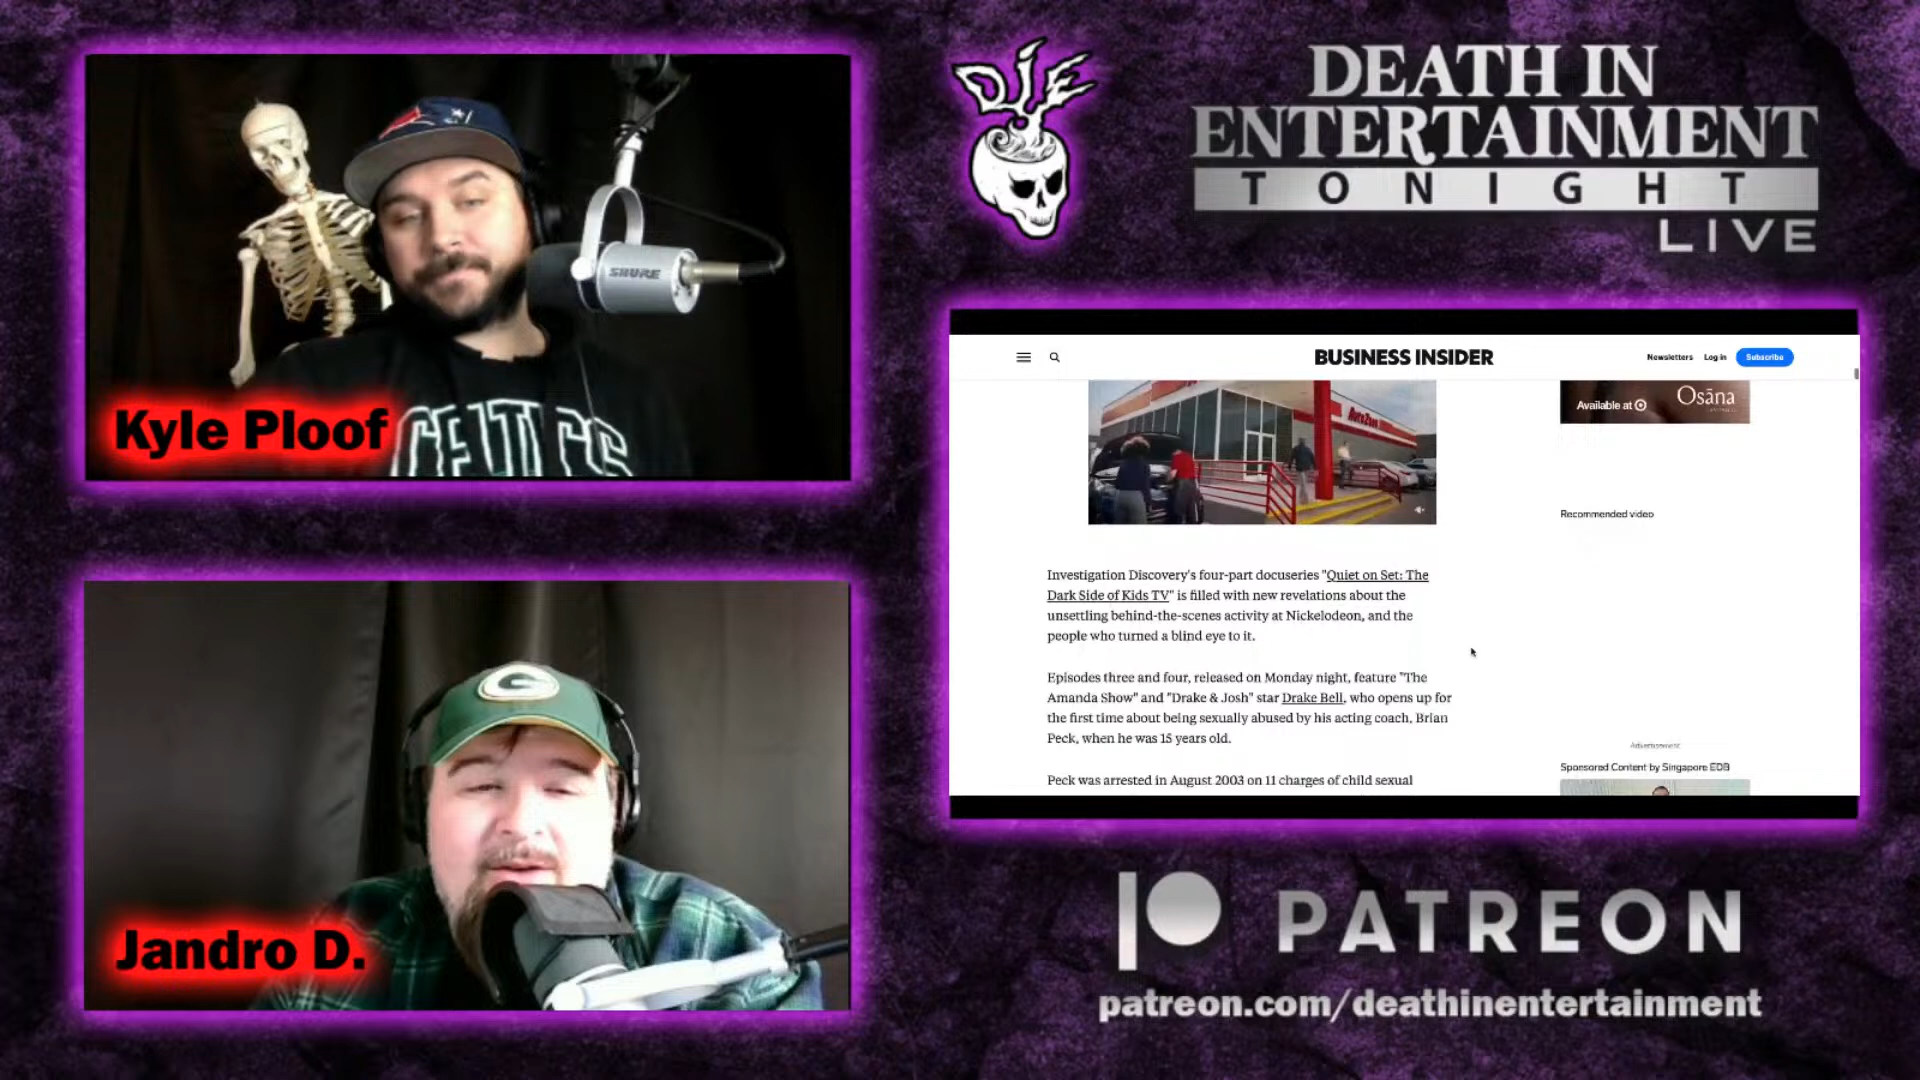 DIE
DEATH IN
ENTERTAINMENT
TONIGHT
LIVE
SHURE
CELTICS
Kyle Ploof
G
Jandro D.
BUSINESS INSIDER
Newsletters
Log in
Subscribe
AutoZone
Available at
Osāna
Recommended video
Investigation Discovery's four-part docuseries "Quiet on Set: The
Dark Side of Kids TV" is filled with new revelations about the
unsettling behind-the-scenes activity at Nickelodeon, and the
people who turned a blind eye to it.
Episodes three and four, released on Monday night, feature "The
Amanda Show" and "Drake & Josh" star Drake Bell, who opens up for
the first time about being sexually abused by his acting coach, Brian
Peck, when he was 15 years old.
Peck was arrested in August 2003 on 11 charges of child sexual
Advertisement
Sponsored Content by Singapore EDB
PATREON
patreon.com/deathinentertainment